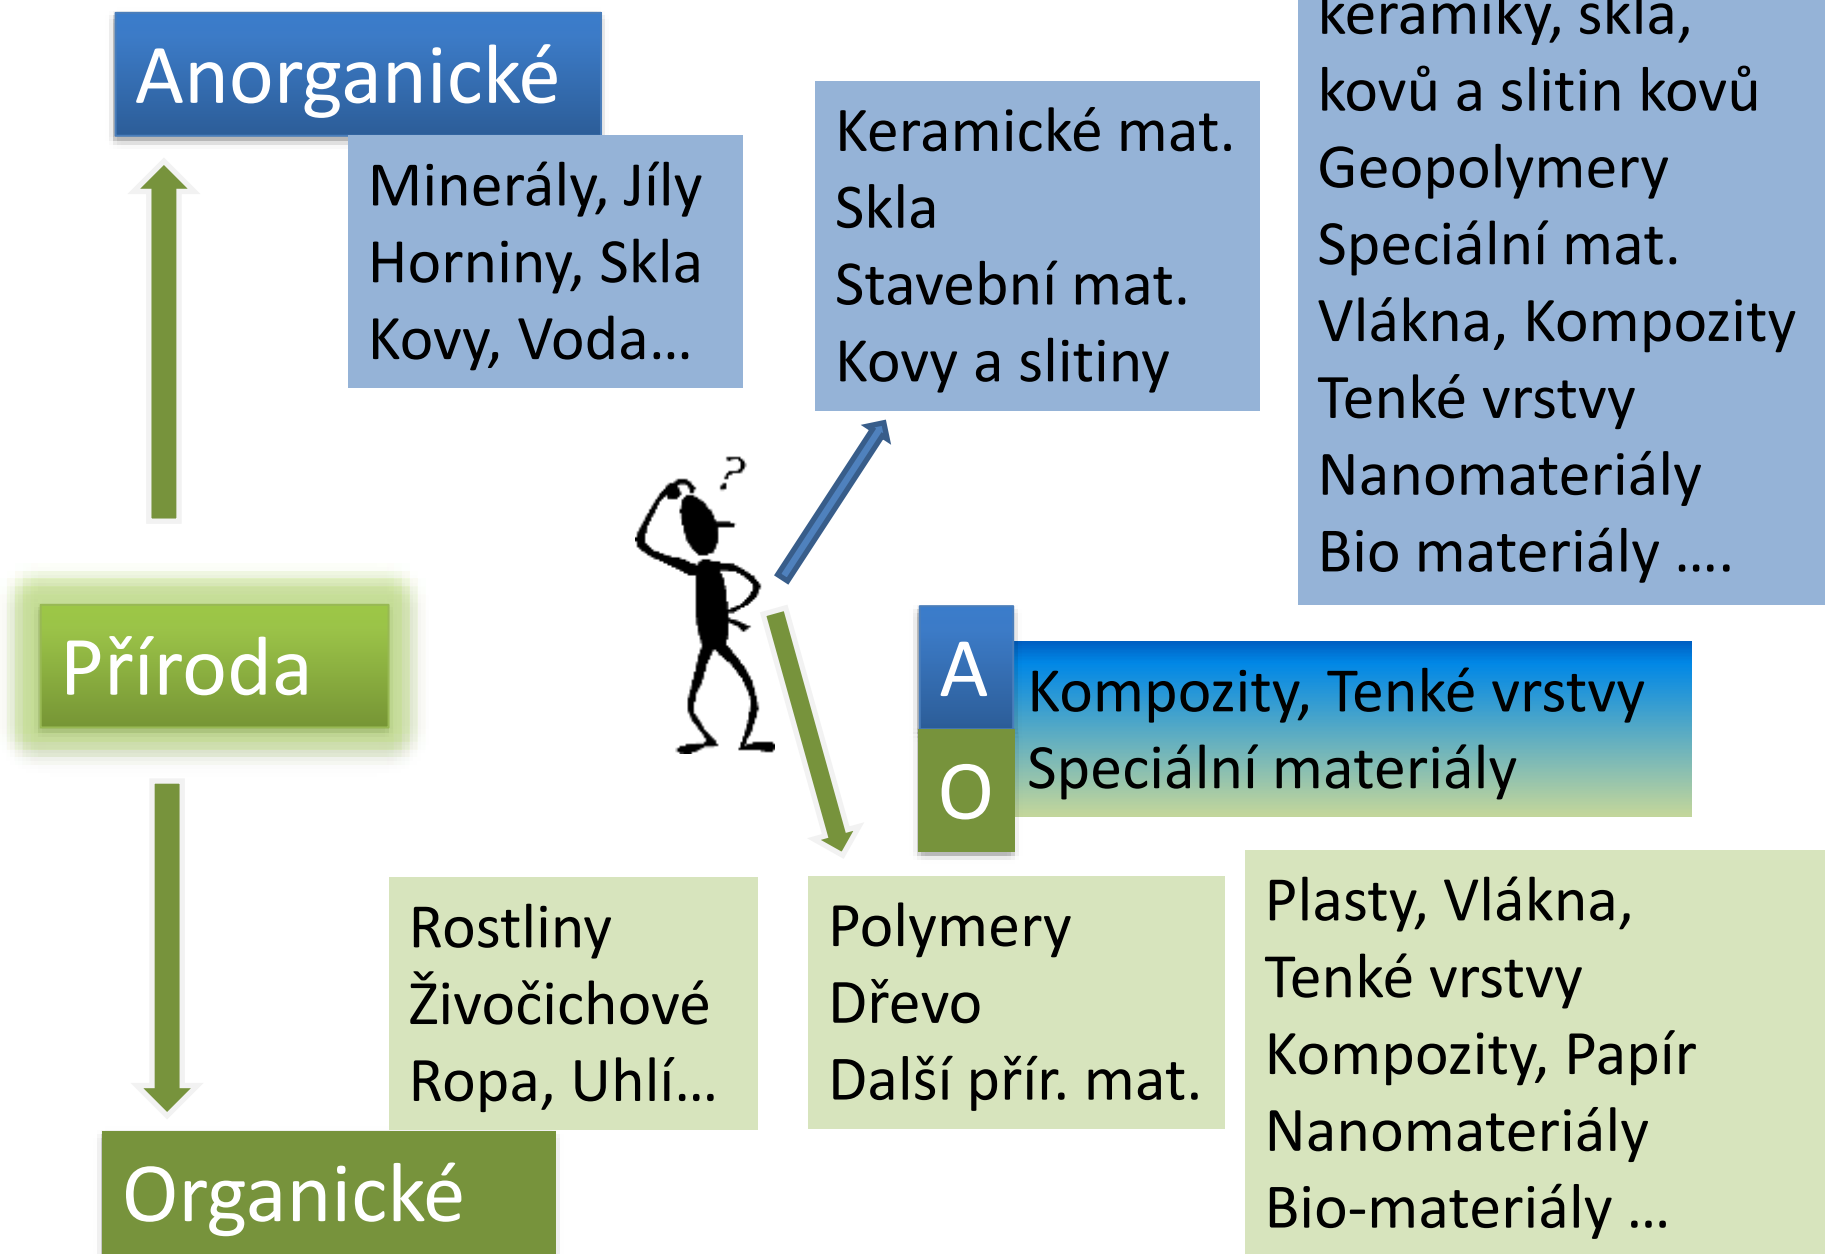 Anorganické
Minerály, Jíly
Horniny, Skla
Kovy, Voda...
Keramické mat.
Skla
Stavební mat.
Kovy a slitiny
keramiky, skla,
kovů a slitin kovů
Geopolymery
Speciální mat.
Vlákna, Kompozity
Tenké vrstvy
Nanomateriály
Bio materiály ....
?
Příroda
A
O
Kompozity, Tenké vrstvy
Speciální materiály
Rostliny
Živočichové
Ropa, Uhlí...
Polymery
Dřevo
Další přír. mat.
Plasty, Vlákna,
Tenké vrstvy
Kompozity, Papír
Nanomateriály
Bio-materiály ...
Organické